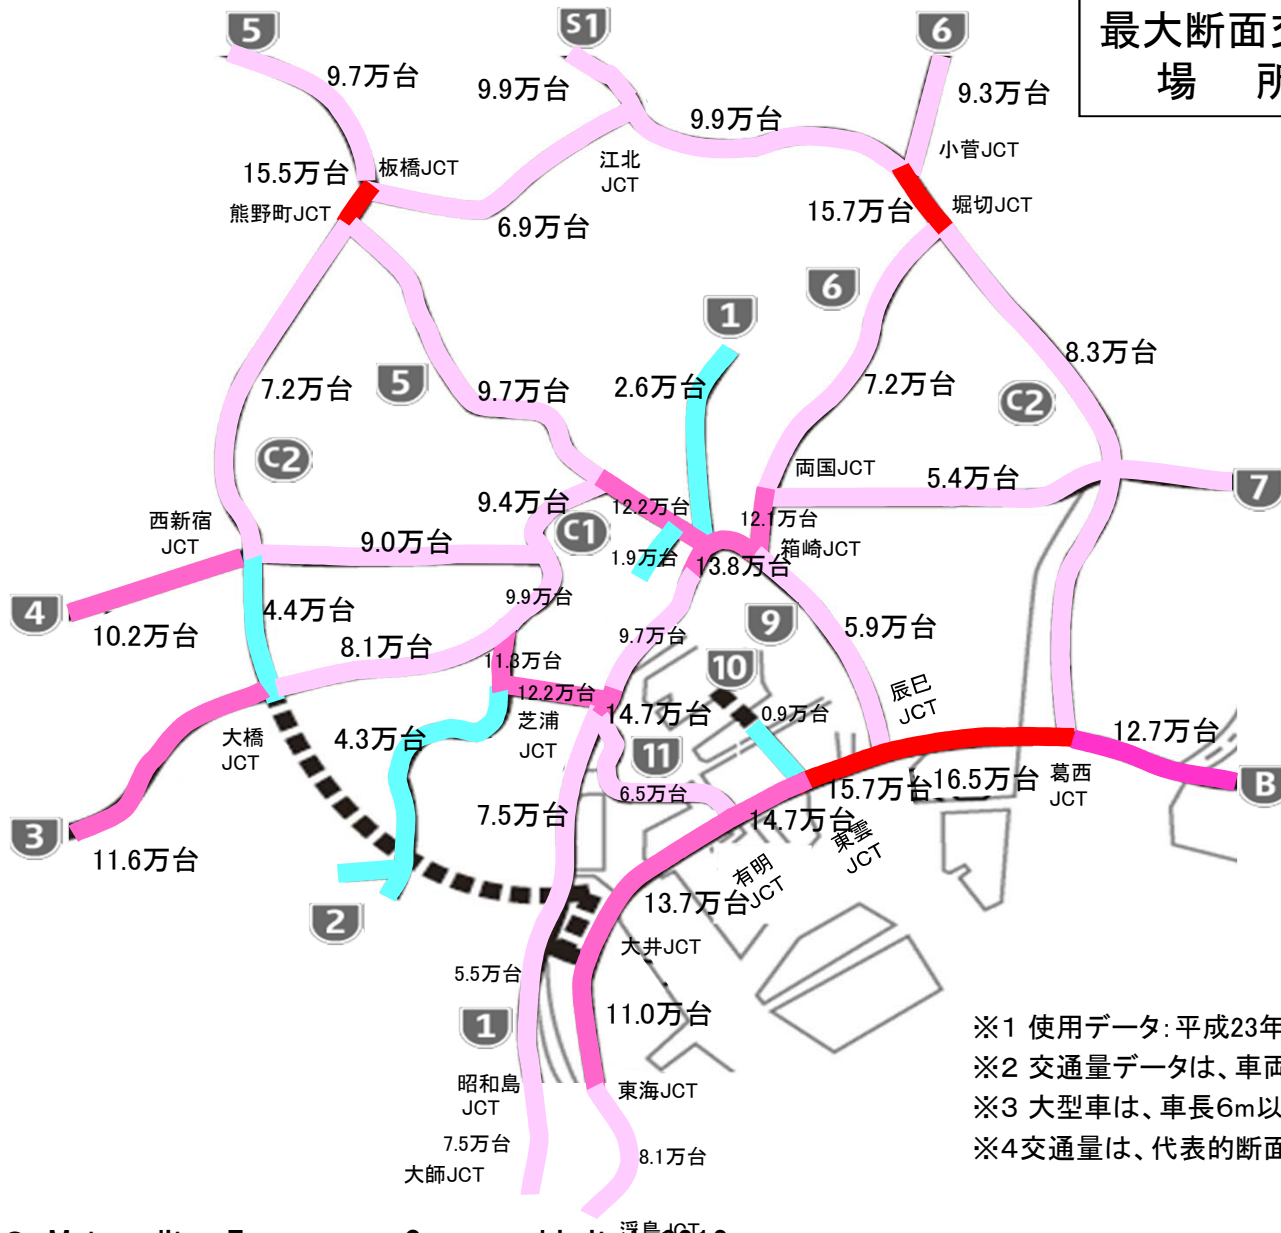 5
S1
6
最大断面
場　所
9.7万台
9.9万台
9.9万台
9.3万台
小菅JCT
15.5万台
板橋JCT
江北
JCT
熊野町JCT
6.9万台
15.7万台
堀切JCT
6
1
8.3万台
7.2万台
5
9.7万台
2.6万台
7.2万台
C2
C2
両国JCT
5.4万台
7
9.4万台
12.2万台
12.1万台
西新宿
JCT
9.0万台
C1
1.9万台
箱崎JCT
13.8万台
4
10.2万台
4.4万台
9.9万台
8.1万台
9.7万台
9
5.9万台
11.3万台
10
12.2万台
辰巳
JCT
14.7万台
0.9万台
大橋
JCT
4.3万台
芝浦
JCT
11
12.7万台
3
11.6万台
7.5万台
6.5万台
15.7万台
16.5万台
葛西
JCT
B
14.7万台
東雲
JCT
有明
JCT
2
13.7万台
大井JCT
5.5万台
1
11.0万台
※1 使用データ：平成23年
※2 交通量データは、車両
※3 大型車は、車長6m以
※4交通量は、代表的断面
昭和島
JCT
東海JCT
7.5万台
大師JCT
8.1万台
浮島JCT